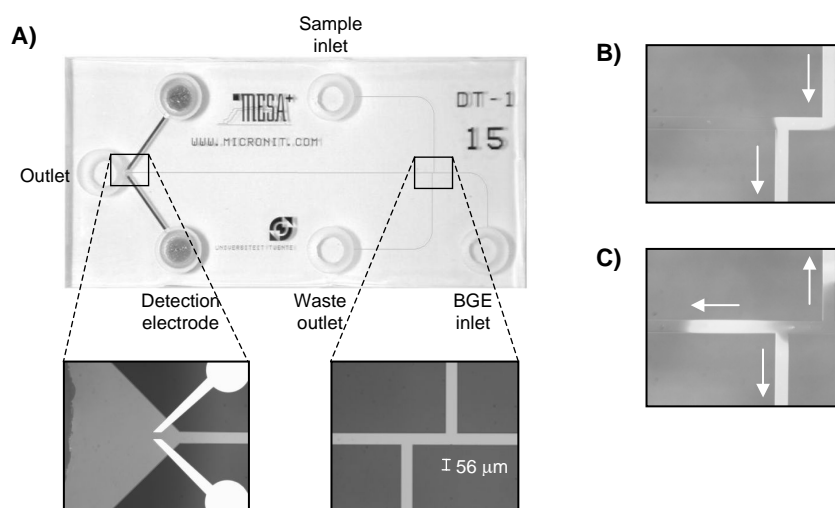 A)
Sample
inlet
MESA+
DT-1
15
WWW.MICRONIT.COM
Outlet
Detection
electrode
Waste
outlet
BGE
inlet
56 µm
B)
C)